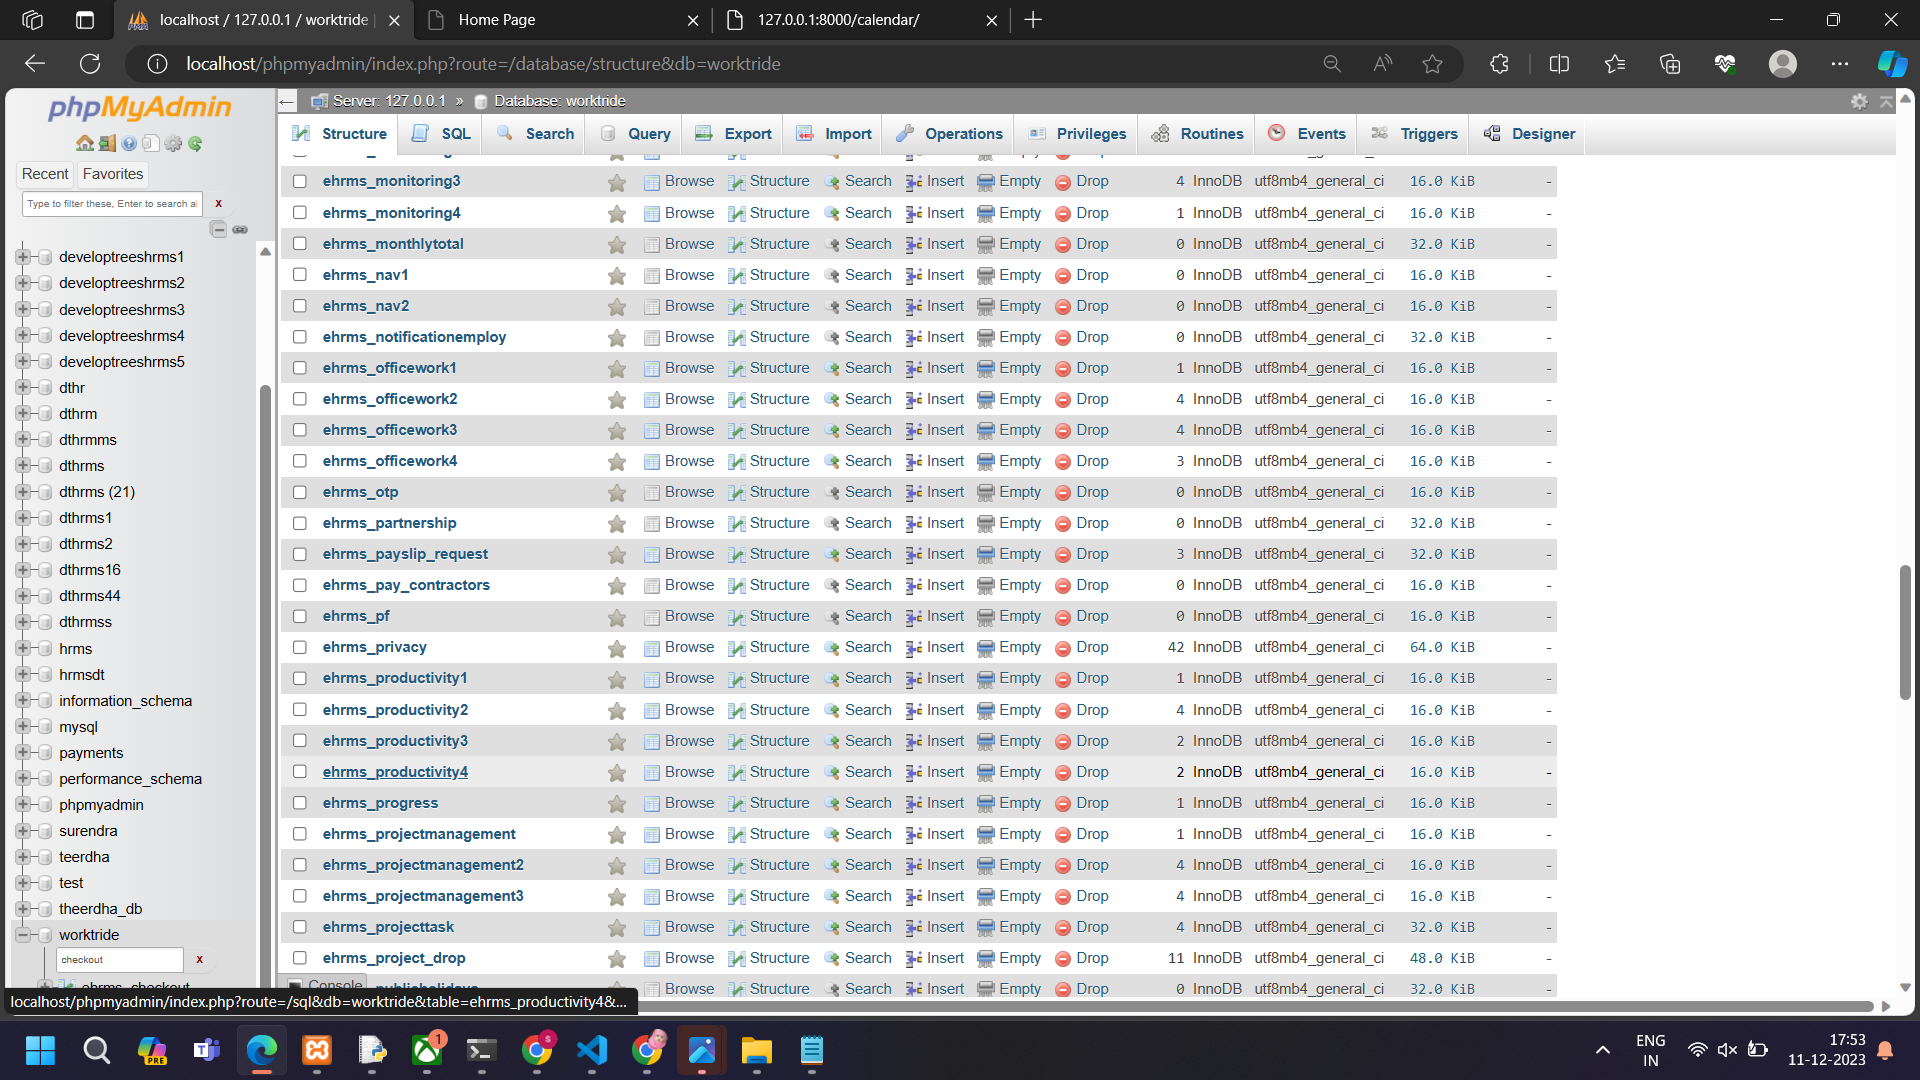 localhost / 127.0.0.1 / worktride |
Home Page
127.0.0.1:8000/calendar/
localhost/phpmyadmin/index.php?route=/database/structure&db=worktride
phpMyAdmin
Recent Favorites
Type to filter these, Enter to search al x
developtreeshrms1
developtreeshrms2
developtreeshrms3
developtreeshrms4
developtreeshrms5
dthr
dthrm
dthrmms
dthrms
dthrms (21)
dthrms1
dthrms2
dthrms16
dthrms44
dthrmss
hrms
hrmsdt
information_schema
mysql
payments
performance_schema
phpmyadmin
surendra
teerdha
test
theerdha_db
worktride
checkout x
ehrms_checkout
Server: 127.0.0.1 » Database: worktride
Structure SQL Search Query Export Import Operations Privileges Routines Events Triggers Designer
ehrms_monitoring3 Browse Structure Search Insert Empty Drop 4 InnoDB utf8mb4_general_ci 16.0 KiB -
ehrms_monitoring4 Browse Structure Search Insert Empty Drop 1 InnoDB utf8mb4_general_ci 16.0 KiB -
ehrms_monthlytotal Browse Structure Search Insert Empty Drop 0 InnoDB utf8mb4_general_ci 32.0 KiB -
ehrms_nav1 Browse Structure Search Insert Empty Drop 0 InnoDB utf8mb4_general_ci 16.0 KiB -
ehrms_nav2 Browse Structure Search Insert Empty Drop 0 InnoDB utf8mb4_general_ci 16.0 KiB -
ehrms_notificationemploy Browse Structure Search Insert Empty Drop 0 InnoDB utf8mb4_general_ci 32.0 KiB -
ehrms_officework1 Browse Structure Search Insert Empty Drop 1 InnoDB utf8mb4_general_ci 16.0 KiB -
ehrms_officework2 Browse Structure Search Insert Empty Drop 4 InnoDB utf8mb4_general_ci 16.0 KiB -
ehrms_officework3 Browse Structure Search Insert Empty Drop 4 InnoDB utf8mb4_general_ci 16.0 KiB -
ehrms_officework4 Browse Structure Search Insert Empty Drop 3 InnoDB utf8mb4_general_ci 16.0 KiB -
ehrms_otp Browse Structure Search Insert Empty Drop 0 InnoDB utf8mb4_general_ci 16.0 KiB -
ehrms_partnership Browse Structure Search Insert Empty Drop 0 InnoDB utf8mb4_general_ci 32.0 KiB -
ehrms_payslip_request Browse Structure Search Insert Empty Drop 3 InnoDB utf8mb4_general_ci 32.0 KiB -
ehrms_pay_contractors Browse Structure Search Insert Empty Drop 0 InnoDB utf8mb4_general_ci 16.0 KiB -
ehrms_pf Browse Structure Search Insert Empty Drop 0 InnoDB utf8mb4_general_ci 16.0 KiB -
ehrms_privacy Browse Structure Search Insert Empty Drop 42 InnoDB utf8mb4_general_ci 64.0 KiB -
ehrms_productivity1 Browse Structure Search Insert Empty Drop 1 InnoDB utf8mb4_general_ci 16.0 KiB -
ehrms_productivity2 Browse Structure Search Insert Empty Drop 4 InnoDB utf8mb4_general_ci 16.0 KiB -
ehrms_productivity3 Browse Structure Search Insert Empty Drop 2 InnoDB utf8mb4_general_ci 16.0 KiB -
ehrms_productivity4 Browse Structure Search Insert Empty Drop 2 InnoDB utf8mb4_general_ci 16.0 KiB -
ehrms_progress Browse Structure Search Insert Empty Drop 1 InnoDB utf8mb4_general_ci 16.0 KiB -
ehrms_projectmanagement Browse Structure Search Insert Empty Drop 1 InnoDB utf8mb4_general_ci 16.0 KiB -
ehrms_projectmanagement2 Browse Structure Search Insert Empty Drop 4 InnoDB utf8mb4_general_ci 16.0 KiB -
ehrms_projectmanagement3 Browse Structure Search Insert Empty Drop 4 InnoDB utf8mb4_general_ci 16.0 KiB -
ehrms_projecttask Browse Structure Search Insert Empty Drop 4 InnoDB utf8mb4_general_ci 32.0 KiB -
ehrms_project_drop Browse Structure Search Insert Empty Drop 11 InnoDB utf8mb4_general_ci 48.0 KiB -
Console publicholidays Browse Structure Search Insert Empty Drop 0 InnoDB utf8mb4_general_ci 32.0 KiB -
localhost/phpmyadmin/index.php?route=/sql&db=worktride&table=ehrms_productivity4&...
PRE
1
S
ENG
IN
17:53
11-12-2023